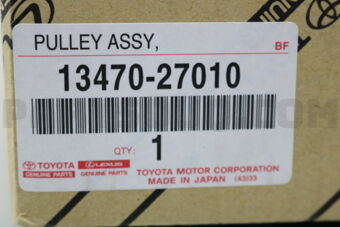 PULLEY ASSY,
BF
13470-27010
QTY: 1
TOYOTA
GENUINE PARTS
LEXUS
GENUINE PARTS
TOYOTA MOTOR CORPORATION
MADE IN JAPAN (43)33